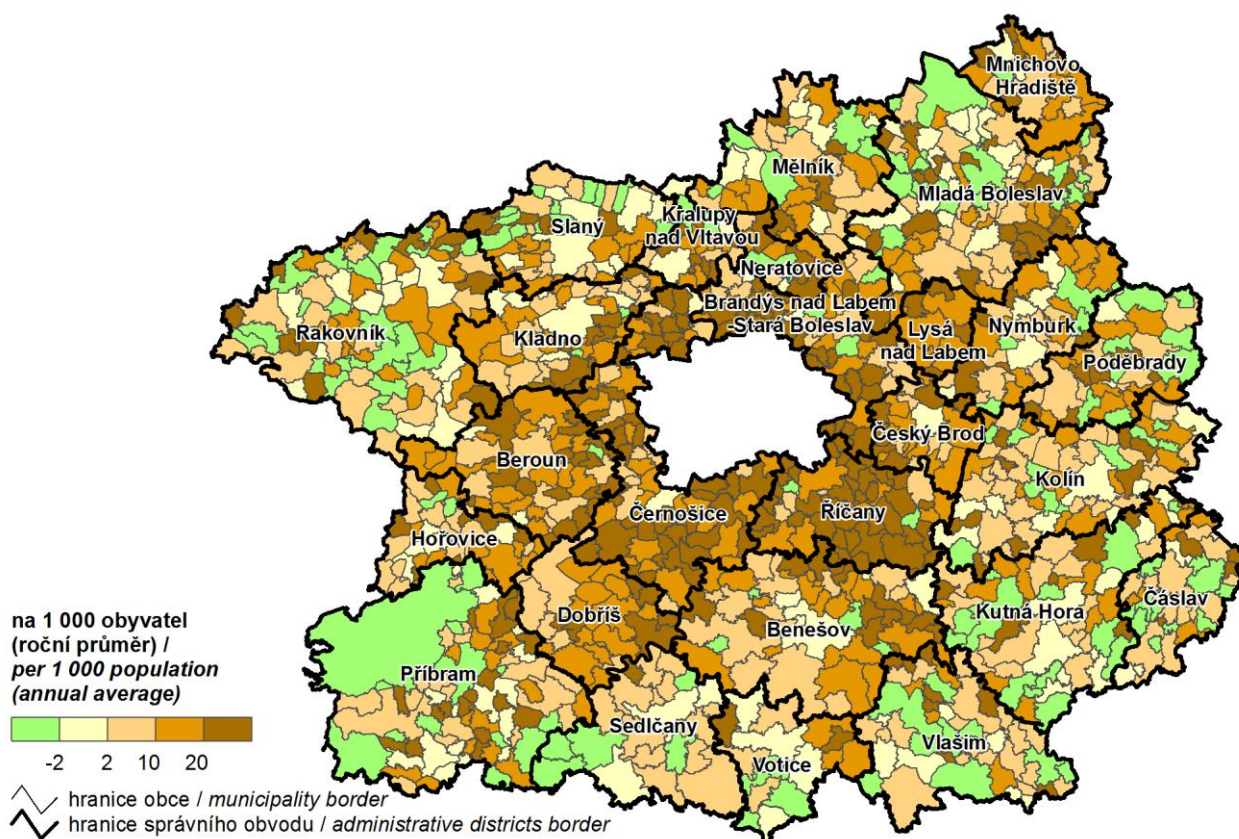 Mnichovo
Hradiště
Mělník
Mladá Boleslav
Slaný
Kralupy
nad Vltavou
Neratovice
Brandýs nad Labem
-Stará Boleslav
Lysá
nad Labem
Nymburk
Poděbrady
Rakovník
Kladno
Český Brod
Beroun
Kolín
Černošice
Říčany
Hořovice
Dobříš
Benešov
Kutná Hora
Čáslav
Příbram
Sedlčany
Votice
Vlašim
na 1 000 obyvatel
(roční průměr) /
per 1 000 population
(annual average)
-2 2 10 20
hranice obce / municipality border
hranice správního obvodu / administrative districts border